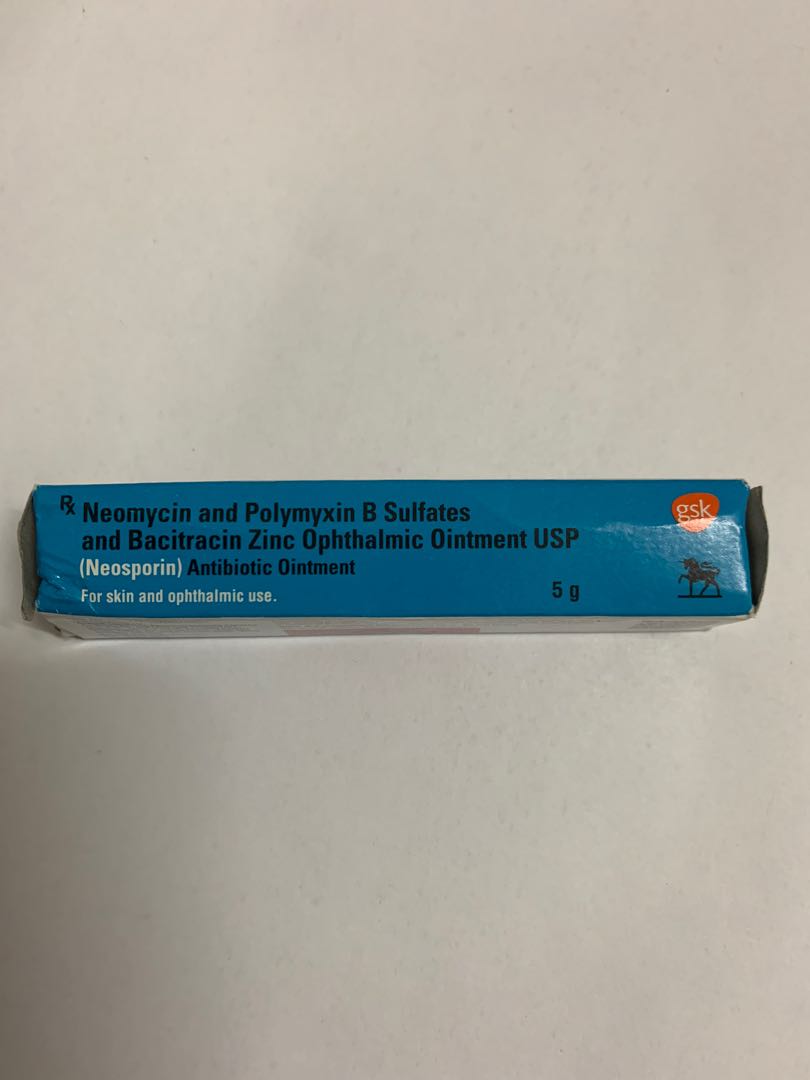 Rx Neomycin and Polymyxin B Sulfates
and Bacitracin Zinc Ophthalmic Ointment USP
(Neosporin) Antibiotic Ointment
For skin and ophthalmic use.
5 g
gsk